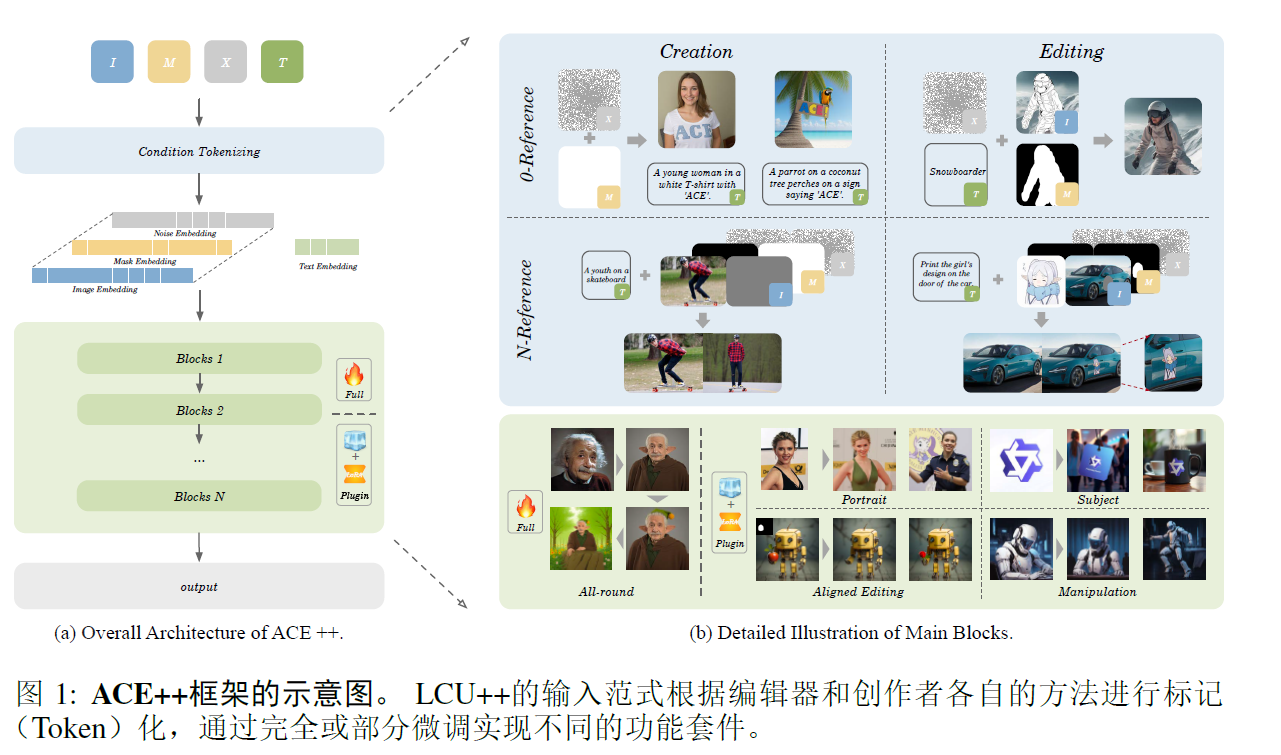 I M X T
Condition Tokenizing
Noise Embedding
Mask Embedding
Image Embedding
Text Embedding
Blocks 1
Blocks 2
...
Blocks N
Full
+
Plugin
output
(a) Overall Architecture of ACE ++.
Creation
Editing
0-Reference
X
+
M
ACE
A young woman in a
white T-shirt with
'ACE'.
T
ACE
A parrot on a coconut
tree perches on a sign
saying 'ACE'.
T
X
+
Snowboarder
T
I
M
N-Reference
A youth on a
skateboard
T
+
I
M
X
Print the girl's
design on the
door of the car.
T
+
I
M
X
Full
All-round
+
Plugin
Portrait
Subject
Aligned Editing
Manipulation
(b) Detailed Illustration of Main Blocks.
图 1: ACE++框架的示意图。 LCU++的输入范式根据编辑器和创作者各自的方法进行标记
（Token）化，通过完全或部分微调实现不同的功能套件。